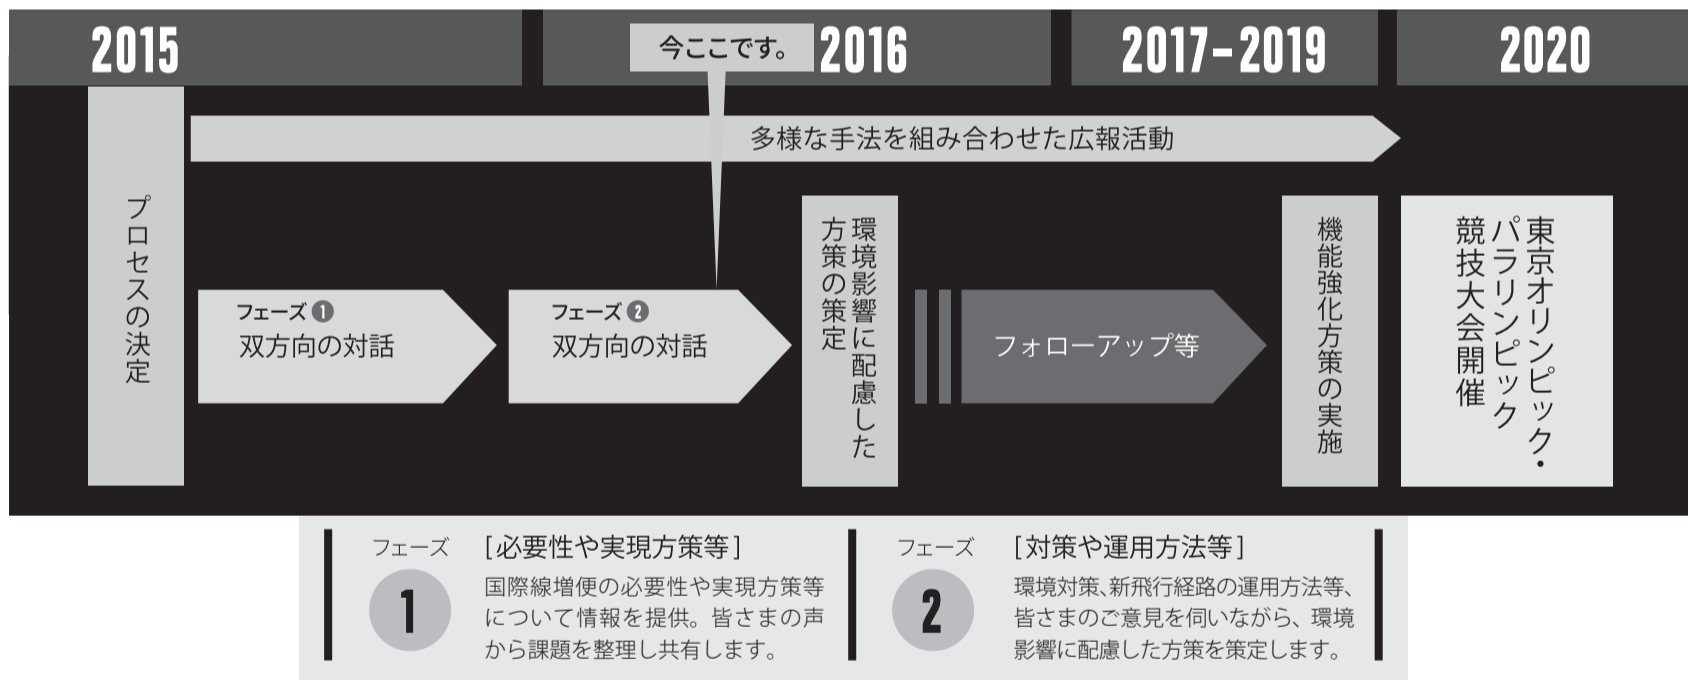 2015
今ここです。
2016
2017-2019
2020
多様な手法を組み合わせた広報活動
プロセスの決定
フェーズ1
双方向の対話
フェーズ2
双方向の対話
環境影響に配慮した
方策の策定
フォローアップ等
機能強化方策の実施
東京オリンピック・
パラリンピック
競技大会開催
フェーズ
1
[必要性や実現方策等]
国際線増便の必要性や実現方策等
について情報を提供。皆さまの声
から課題を整理し共有します。
フェーズ
2
[対策や運用方法等]
環境対策、新飛行経路の運用方法等、
皆さまのご意見を伺いながら、環境
影響に配慮した方策を策定します。